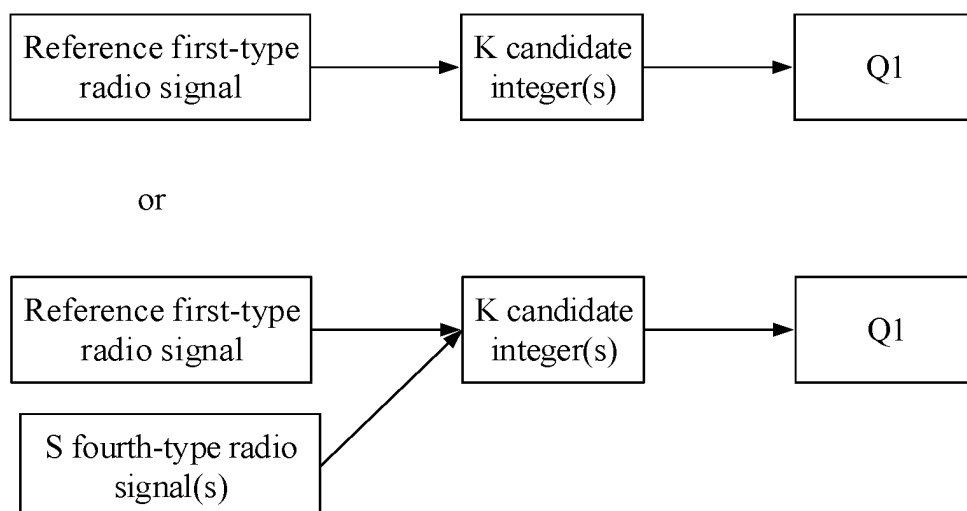 Reference first-type
radio signal
K candidate
integer(s)
Q1
or
Reference first-type
radio signal
K candidate
integer(s)
Q1
S fourth-type radio
signal(s)